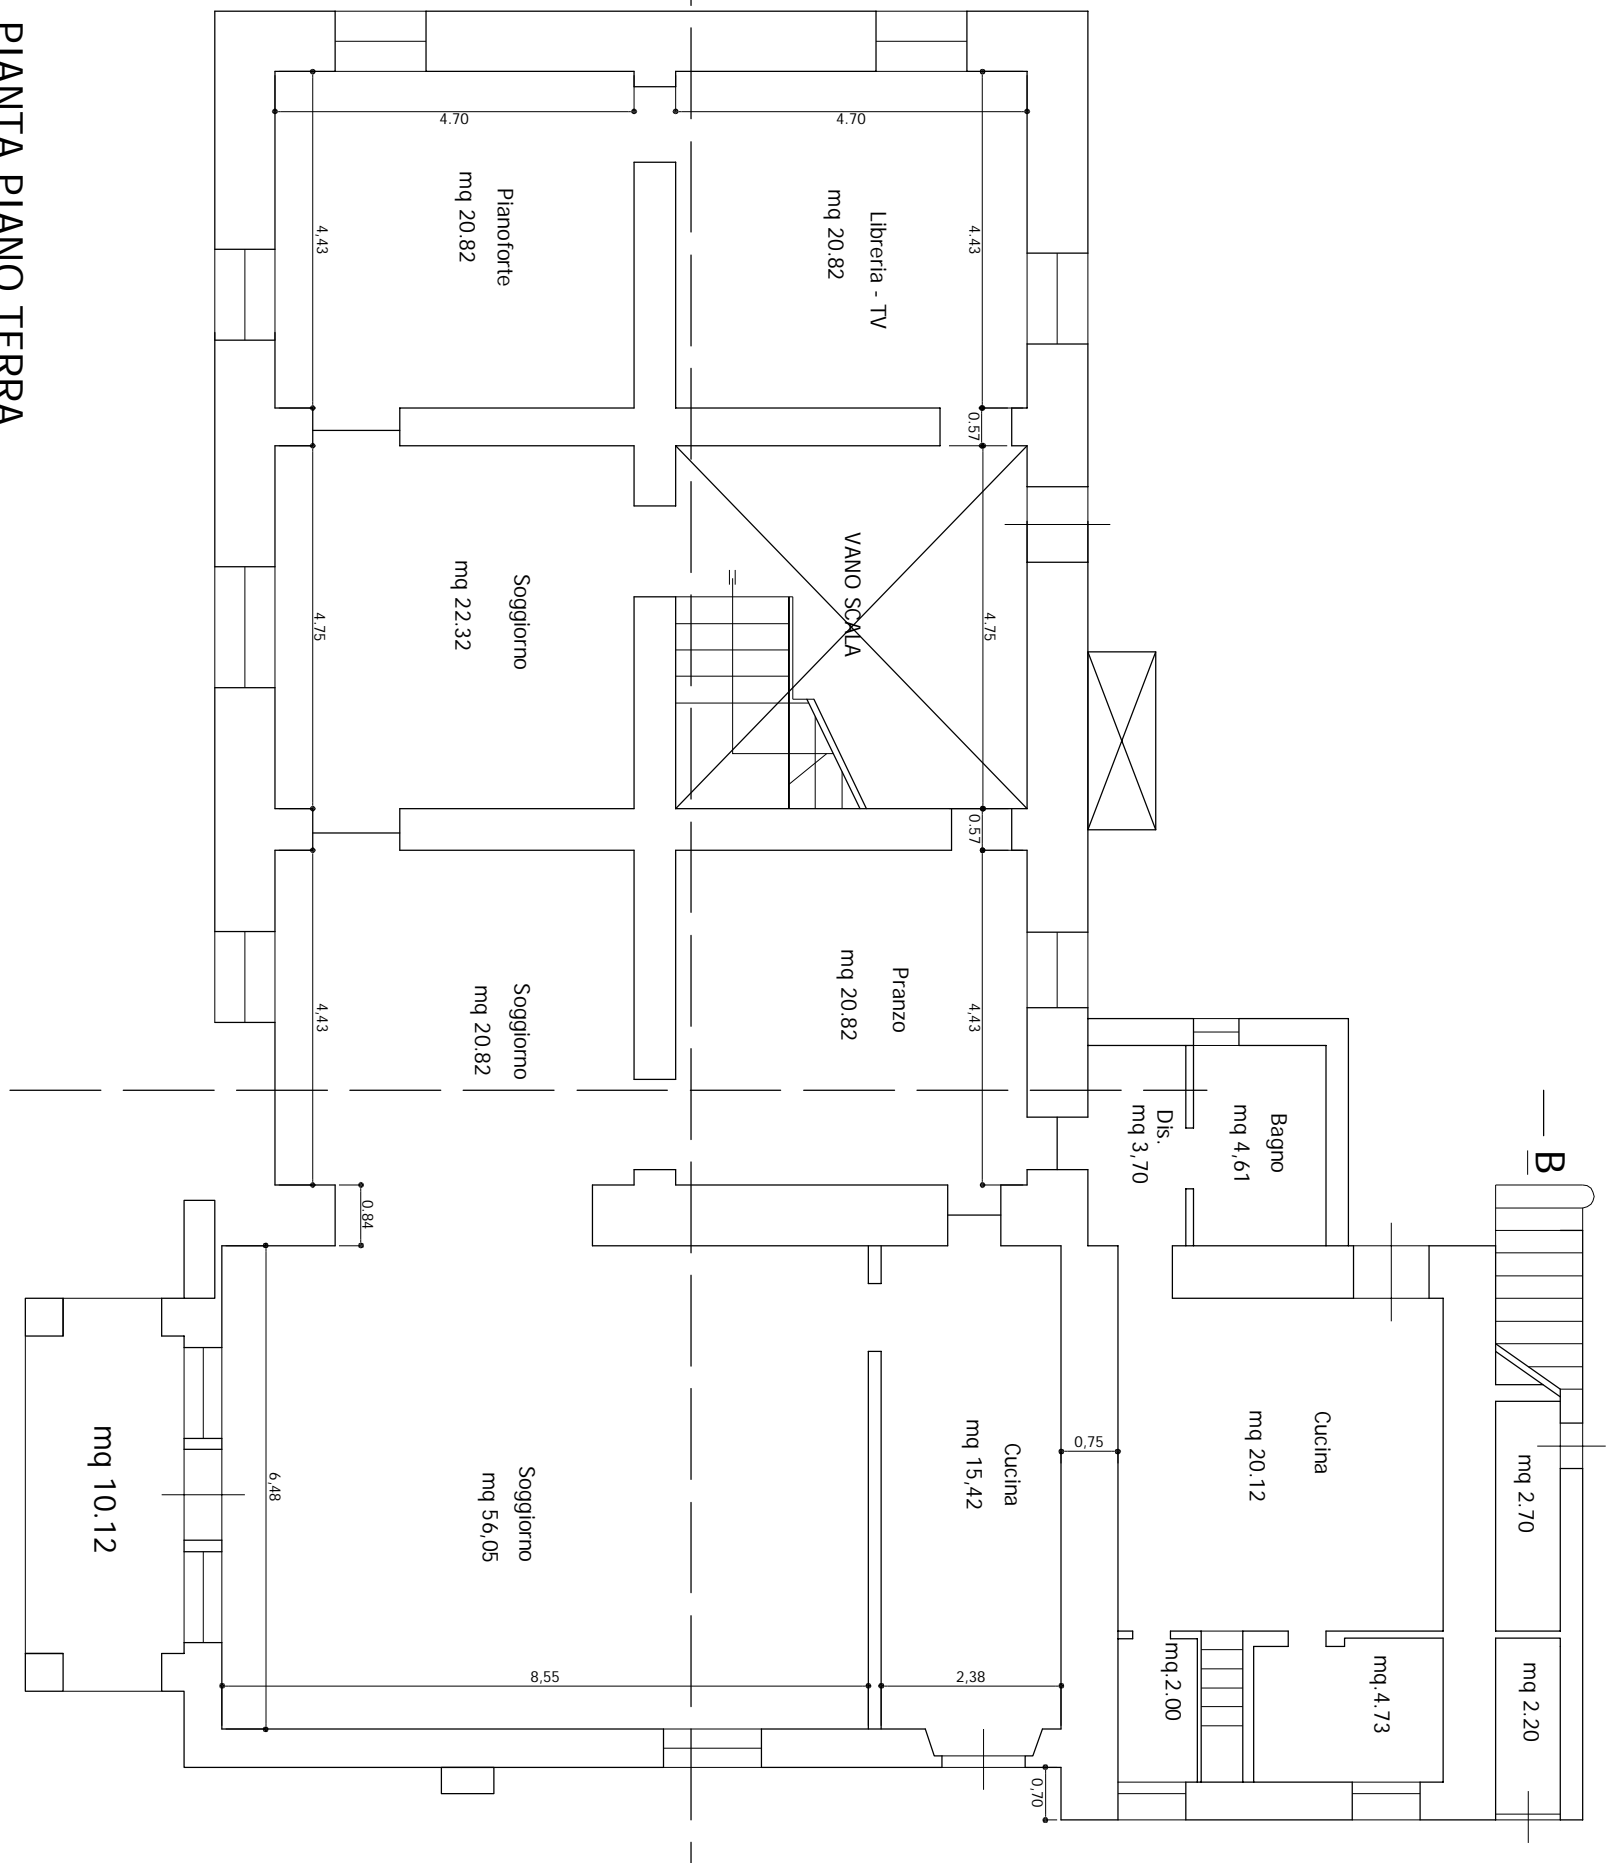 PIANTA PIANO TERRA
4.70
4.70
4,43
4.43
Pianoforte
mq 20.82
Libreria - TV
mq 20.82
0.57
VANO SCALA
Soggiorno
mq 22.32
4.75
4.75
0.57
Soggiorno
mq 20.82
Pranzo
mq 20.82
4,43
4,43
Dis.
mq 3,70
Bagno
mq 4,61
B
0.84
Soggiorno
mq 56,05
Cucina
mq 15,42
Cucina
mq 20.12
0,75
6,48
mq 10.12
mq 2.70
mq 2.20
mq.2.00
mq.4.73
8,55
2,38
0,70